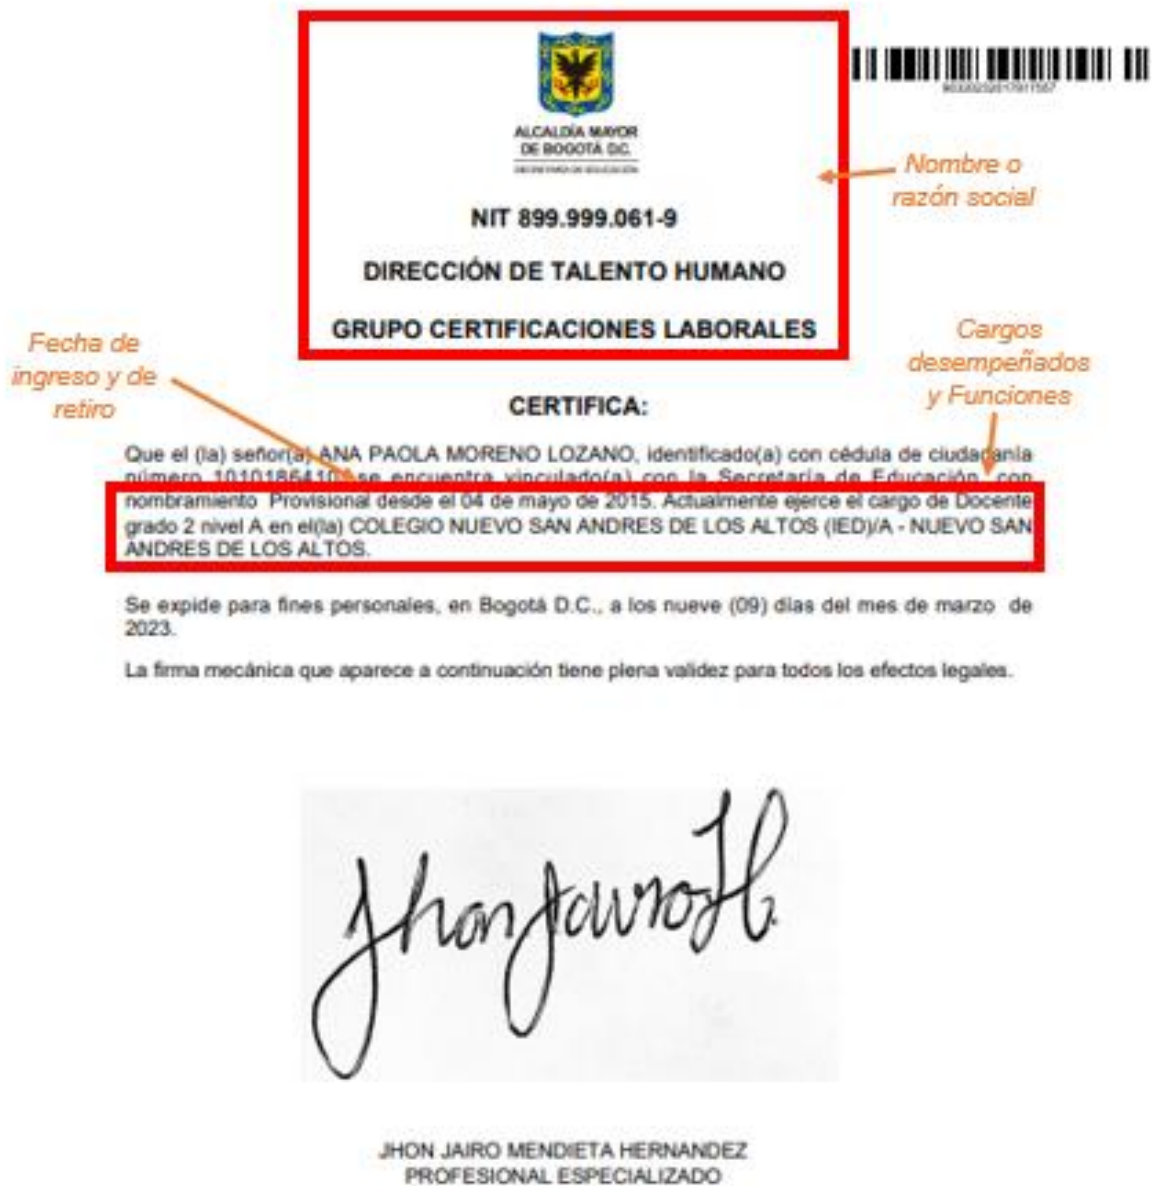 ALCALDÍA MAYOR
DE BOGOTÁ D.C.
SECRETARÍA DE EDUCACIÓN
Nombre o
razón social
NIT 899.999.061-9
DIRECCIÓN DE TALENTO HUMANO
GRUPO CERTIFICACIONES LABORALES
Fecha de
ingreso y de
retiro
Cargos
desempeñados
y Funciones
CERTIFICA:
Que el (la) señor(a) ANA PAOLA MORENO LOZANO, identificado(a) con cédula de ciudadanía
número se encuentra vinculado(a) con la Secretaría de Educación, con
nombramiento Provisional desde el 04 de mayo de 2015. Actualmente ejerce el cargo de Docente
grado 2 nivel A en el(la) COLEGIO NUEVO SAN ANDRES DE LOS ALTOS (IED)/A - NUEVO SAN
ANDRES DE LOS ALTOS.
Se expide para fines personales, en Bogotá D.C., a los nueve (09) días del mes de marzo de
2023.
La firma mecánica que aparece a continuación tiene plena validez para todos los efectos legales.
Jhon Jairo H.
JHON JAIRO MENDIETA HERNANDEZ
PROFESIONAL ESPECIALIZADO